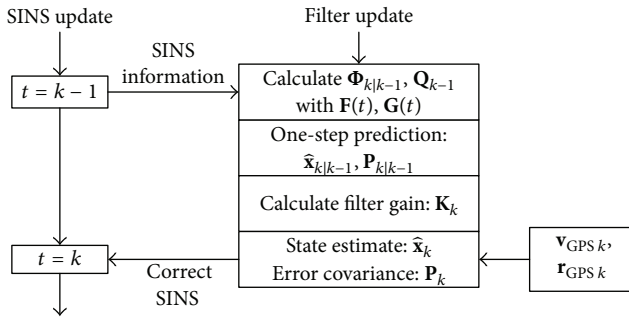 SINS update
Filter update
SINS
information
t = k − 1
Calculate Φ_{k|k−1}, Q_{k−1}
with F(t), G(t)
One-step prediction:
x̂_{k|k−1}, P_{k|k−1}
Calculate filter gain: K_k
t = k
State estimate: x̂_k
Error covariance: P_k
Correct
SINS
v_{GPS k},
r_{GPS k}